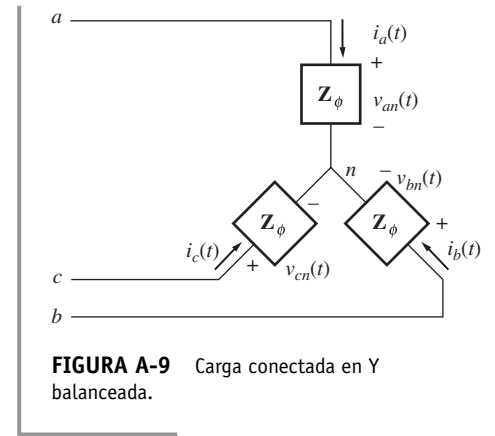 a
i_a(t)
+
Z_ϕ
v_an(t)
–
n
– v_bn(t)
–
Z_ϕ
Z_ϕ
+
i_c(t)
+
v_cn(t)
i_b(t)
c
b
FIGURA A-9 Carga conectada en Y
balanceada.